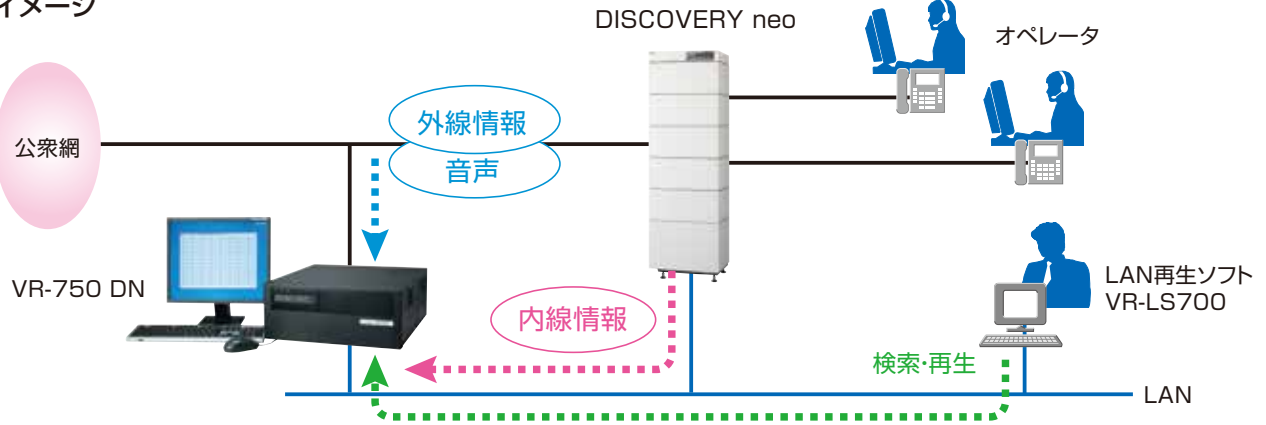 イメージ
DISCOVERY neo
オペレータ
公衆網
外線情報
音声
VR-750 DN
内線情報
LAN再生ソフト
VR-LS700
検索・再生
LAN